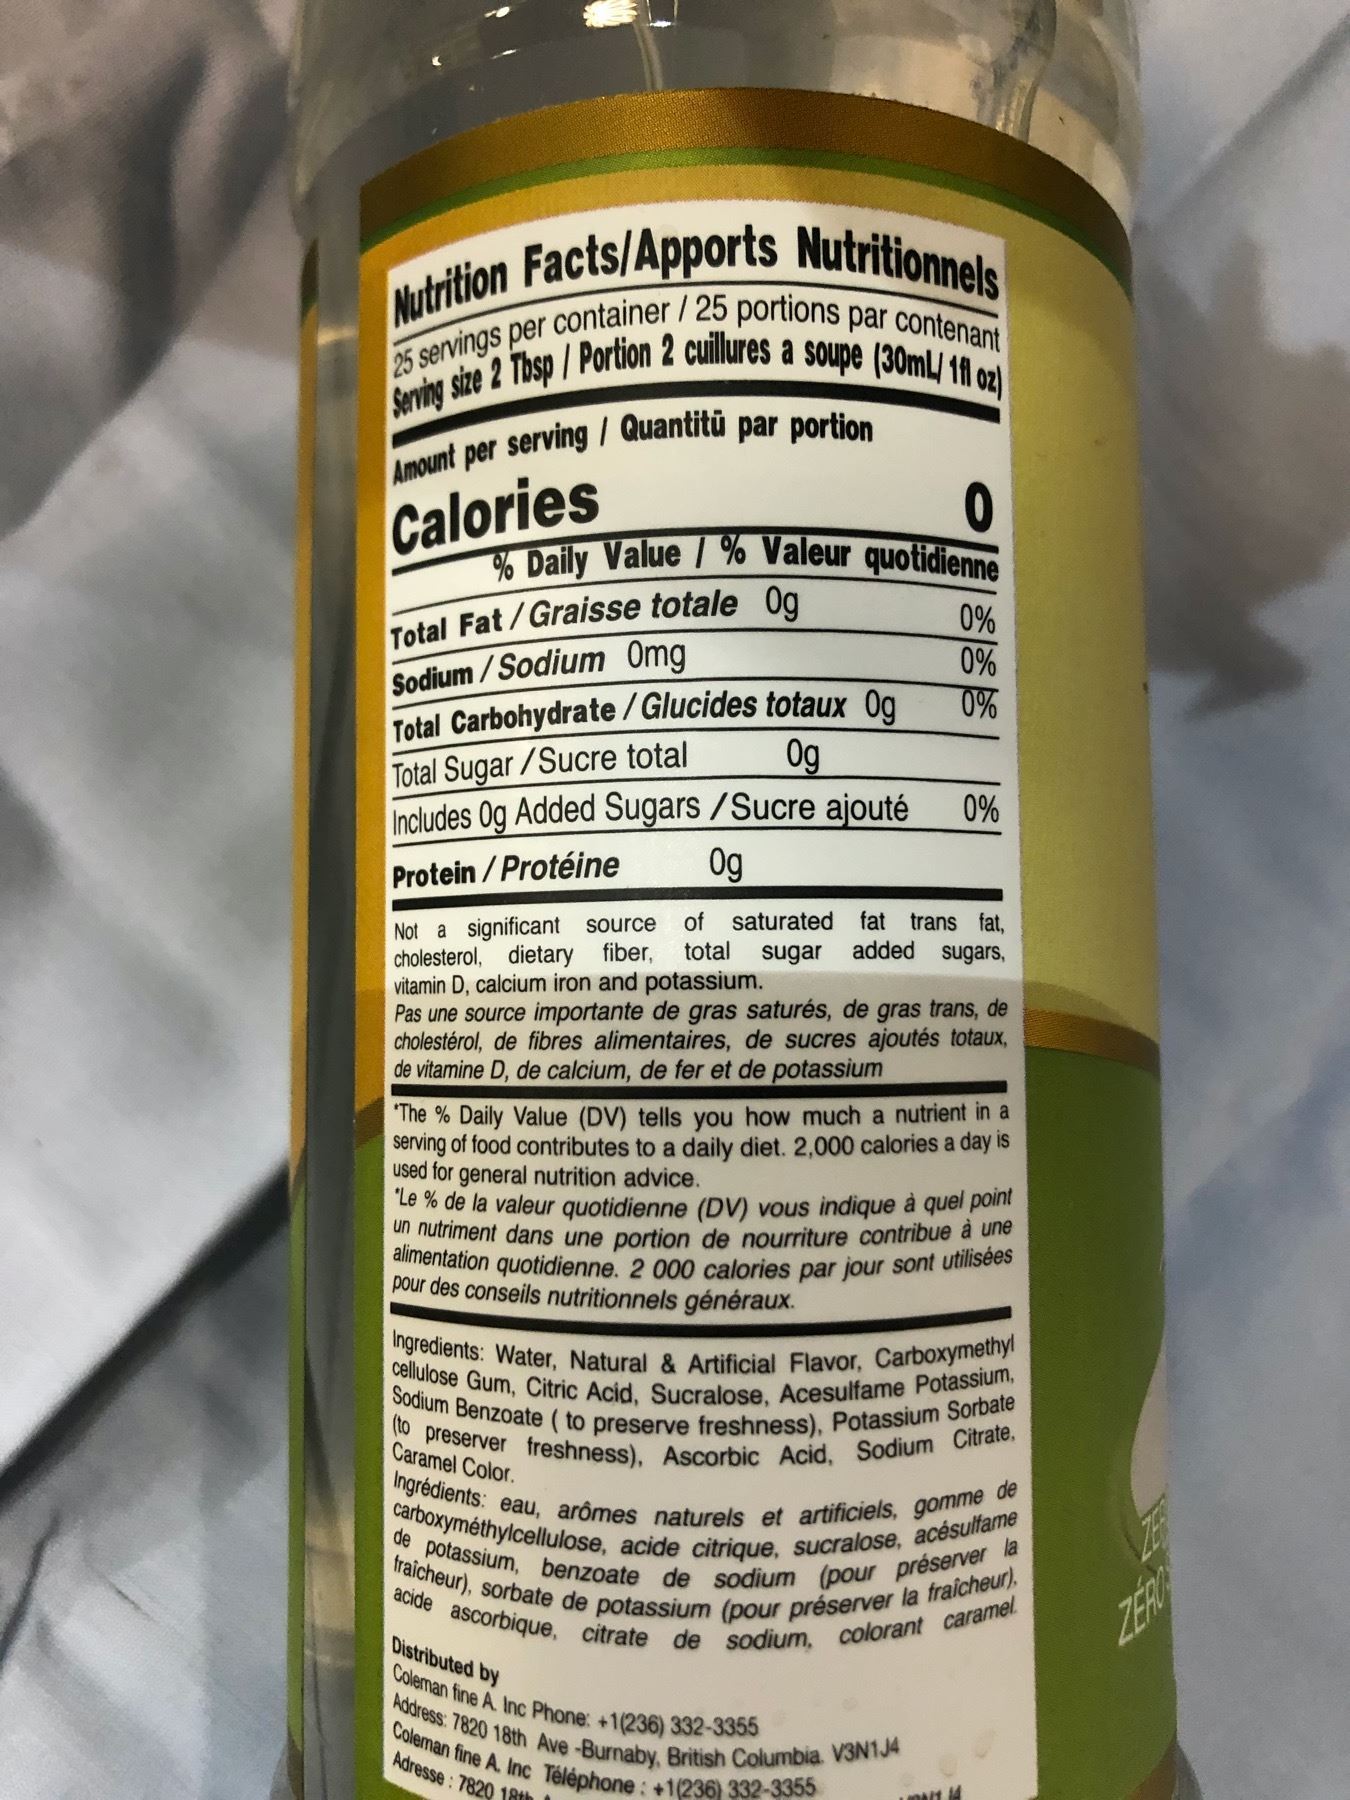 Nutrition Facts/Apports Nutritionnels
25 servings per container / 25 portions par contenant
Serving size 2 Tbsp / Portion 2 cuillures a soupe (30mL/ 1fl oz)
Amount per serving / Quantitū par portion
Calories 0
% Daily Value / % Valeur quotidienne
Total Fat / Graisse totale 0g 0%
Sodium / Sodium 0mg 0%
Total Carbohydrate / Glucides totaux 0g 0%
Total Sugar / Sucre total 0g
Includes 0g Added Sugars / Sucre ajouté 0%
Protein / Protéine 0g
Not a significant source of saturated fat trans fat,
cholesterol, dietary fiber, total sugar added sugars,
vitamin D, calcium iron and potassium.
Pas une source importante de gras saturés, de gras trans, de
cholestérol, de fibres alimentaires, de sucres ajoutés totaux,
de vitamine D, de calcium, de fer et de potassium
*The % Daily Value (DV) tells you how much a nutrient in a
serving of food contributes to a daily diet. 2,000 calories a day is
used for general nutrition advice.
*Le % de la valeur quotidienne (DV) vous indique à quel point
un nutriment dans une portion de nourriture contribue à une
alimentation quotidienne. 2 000 calories par jour sont utilisées
pour des conseils nutritionnels généraux.
Ingredients: Water, Natural & Artificial Flavor, Carboxymethyl
cellulose Gum, Citric Acid, Sucralose, Acesulfame Potassium,
Sodium Benzoate ( to preserve freshness), Potassium Sorbate
(to preserver freshness), Ascorbic Acid, Sodium Citrate,
Caramel Color.
Ingrédients: eau, arômes naturels et artificiels, gomme de
carboxyméthylcellulose, acide citrique, sucralose, acésulfame
de potassium, benzoate de sodium (pour préserver la
fraîcheur), sorbate de potassium (pour préserver la fraîcheur),
acide ascorbique, citrate de sodium, colorant caramel.
Distributed by
Coleman fine A. Inc Phone: +1(236) 332-3355
Address: 7820 18th Ave -Burnaby, British Columbia. V3N1J4
Coleman fine A. Inc Téléphone : +1(236) 332-3355
Adresse : 7820 18th
ZÉRO